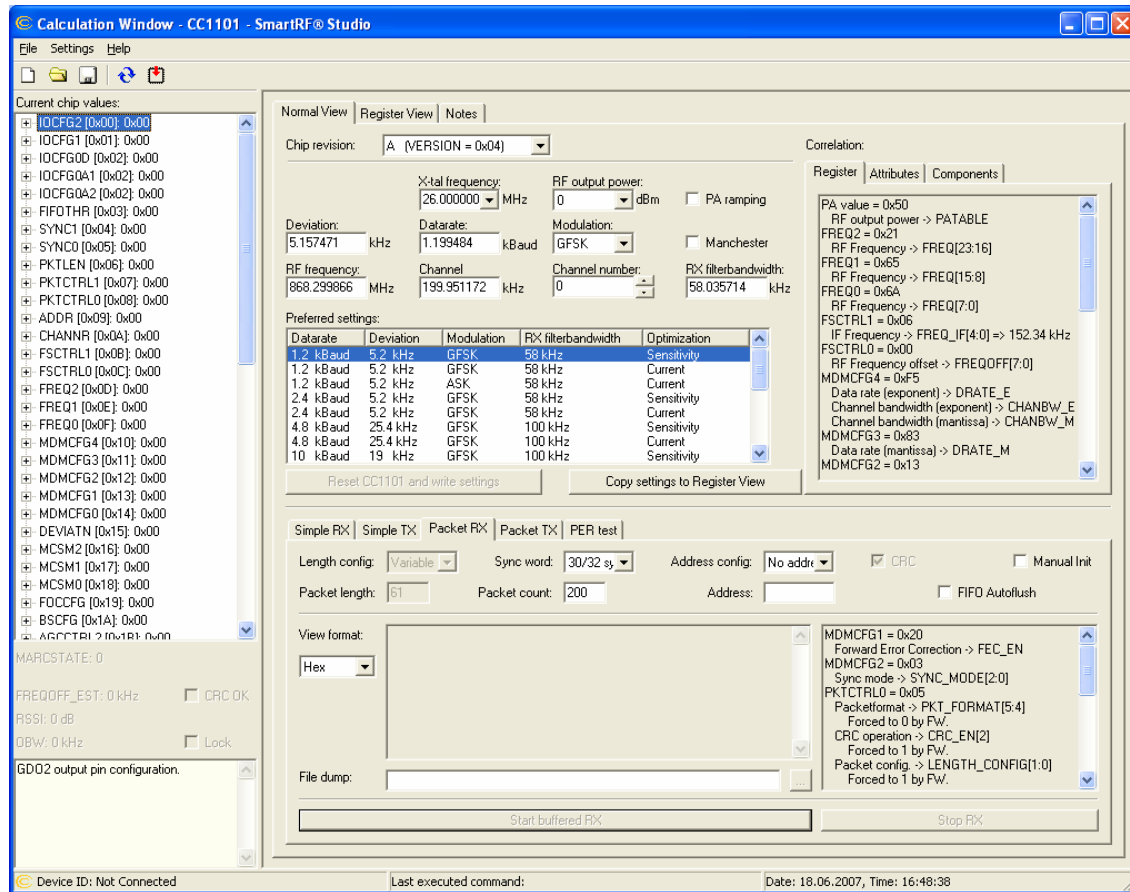 Calculation Window - CC1101 - SmartRF® Studio
File Settings Help
Current chip values:
IOCFG2 [0x00]: 0x00
IOCFG1 [0x01]: 0x00
IOCFG0D [0x02]: 0x00
IOCFG0A1 [0x02]: 0x00
IOCFG0A2 [0x02]: 0x00
FIFOTHR [0x03]: 0x00
SYNC1 [0x04]: 0x00
SYNC0 [0x05]: 0x00
PKTLEN [0x06]: 0x00
PKTCTRL1 [0x07]: 0x00
PKTCTRL0 [0x08]: 0x00
ADDR [0x09]: 0x00
CHANNR [0x0A]: 0x00
FSCTRL1 [0x0B]: 0x00
FSCTRL0 [0x0C]: 0x00
FREQ2 [0x0D]: 0x00
FREQ1 [0x0E]: 0x00
FREQ0 [0x0F]: 0x00
MDMCFG4 [0x10]: 0x00
MDMCFG3 [0x11]: 0x00
MDMCFG2 [0x12]: 0x00
MDMCFG1 [0x13]: 0x00
MDMCFG0 [0x14]: 0x00
DEVIATN [0x15]: 0x00
MCSM2 [0x16]: 0x00
MCSM1 [0x17]: 0x00
MCSM0 [0x18]: 0x00
FOCCFG [0x19]: 0x00
BSCFG [0x1A]: 0x00
AGCCTRL2 [0x1B]: 0x00
MARCSTATE: 0
FREQOFF_EST: 0 kHz CRC OK
RSSI: 0 dB
OBW: 0 kHz Lock
GDO2 output pin configuration.
Normal View Register View Notes
Chip revision: A (VERSION = 0x04)
X-tal frequency: RF output power:
26.000000 MHz 0 dBm PA ramping
Deviation: Datarate: Modulation:
5.157471 kHz 1.199484 kBaud GFSK Manchester
RF frequency: Channel Channel number: RX filterbandwidth:
868.299866 MHz 199.951172 kHz 0 58.035714 kHz
Preferred settings:
Datarate Deviation Modulation RX filterbandwidth Optimization
1.2 kBaud 5.2 kHz GFSK 58 kHz Sensitivity
1.2 kBaud 5.2 kHz GFSK 58 kHz Current
1.2 kBaud 5.2 kHz ASK 58 kHz Current
2.4 kBaud 5.2 kHz GFSK 58 kHz Sensitivity
2.4 kBaud 5.2 kHz GFSK 58 kHz Current
4.8 kBaud 25.4 kHz GFSK 100 kHz Sensitivity
4.8 kBaud 25.4 kHz GFSK 100 kHz Current
10 kBaud 19 kHz GFSK 100 kHz Sensitivity
Reset CC1101 and write settings Copy settings to Register View
Correlation:
Register Attributes Components
PA value = 0x50
RF output power -> PATABLE
FREQ2 = 0x21
RF Frequency -> FREQ[23:16]
FREQ1 = 0x65
RF Frequency -> FREQ[15:8]
FREQ0 = 0x6A
RF Frequency -> FREQ[7:0]
FSCTRL1 = 0x06
IF Frequency -> FREQ_IF[4:0] => 152.34 kHz
FSCTRL0 = 0x00
RF Frequency offset -> FREQOFF[7:0]
MDMCFG4 = 0xF5
Data rate (exponent) -> DRATE_E
Channel bandwidth (exponent) -> CHANBW_E
Channel bandwidth (mantissa) -> CHANBW_M
MDMCFG3 = 0x83
Data rate (mantissa) -> DRATE_M
MDMCFG2 = 0x13
Simple RX Simple TX Packet RX Packet TX PER test
Length config: Variable Sync word: 30/32 sy Address config: No addre CRC Manual Init
Packet length: 61 Packet count: 200 Address: FIFO Autoflush
View format:
Hex
File dump: ...
MDMCFG1 = 0x20
Forward Error Correction -> FEC_EN
MDMCFG2 = 0x03
Sync mode -> SYNC_MODE[2:0]
PKTCTRL0 = 0x05
Packetformat -> PKT_FORMAT[5:4]
Forced to 0 by FW.
CRC operation -> CRC_EN[2]
Forced to 1 by FW.
Packet config. -> LENGTH_CONFIG[1:0]
Forced to 1 by FW.
Start buffered RX Stop RX
Device ID: Not Connected Last executed command: Date: 18.06.2007, Time: 16:48:38